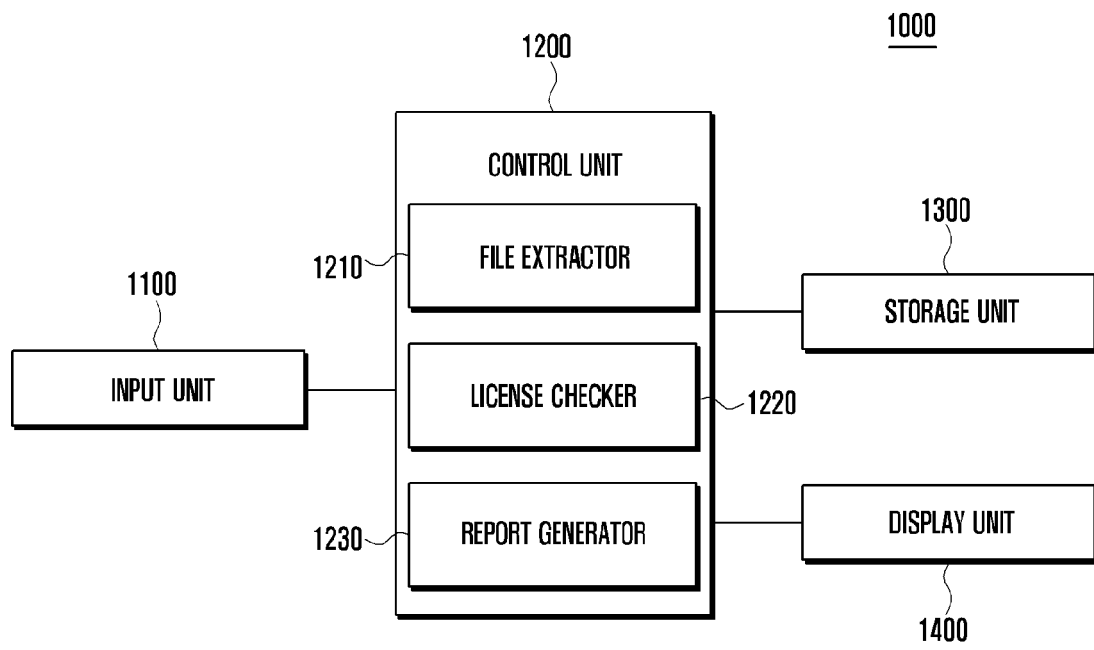 1000
1200
CONTROL UNIT
1210
FILE EXTRACTOR
1300
STORAGE UNIT
1100
INPUT UNIT
LICENSE CHECKER
1220
1230
REPORT GENERATOR
DISPLAY UNIT
1400